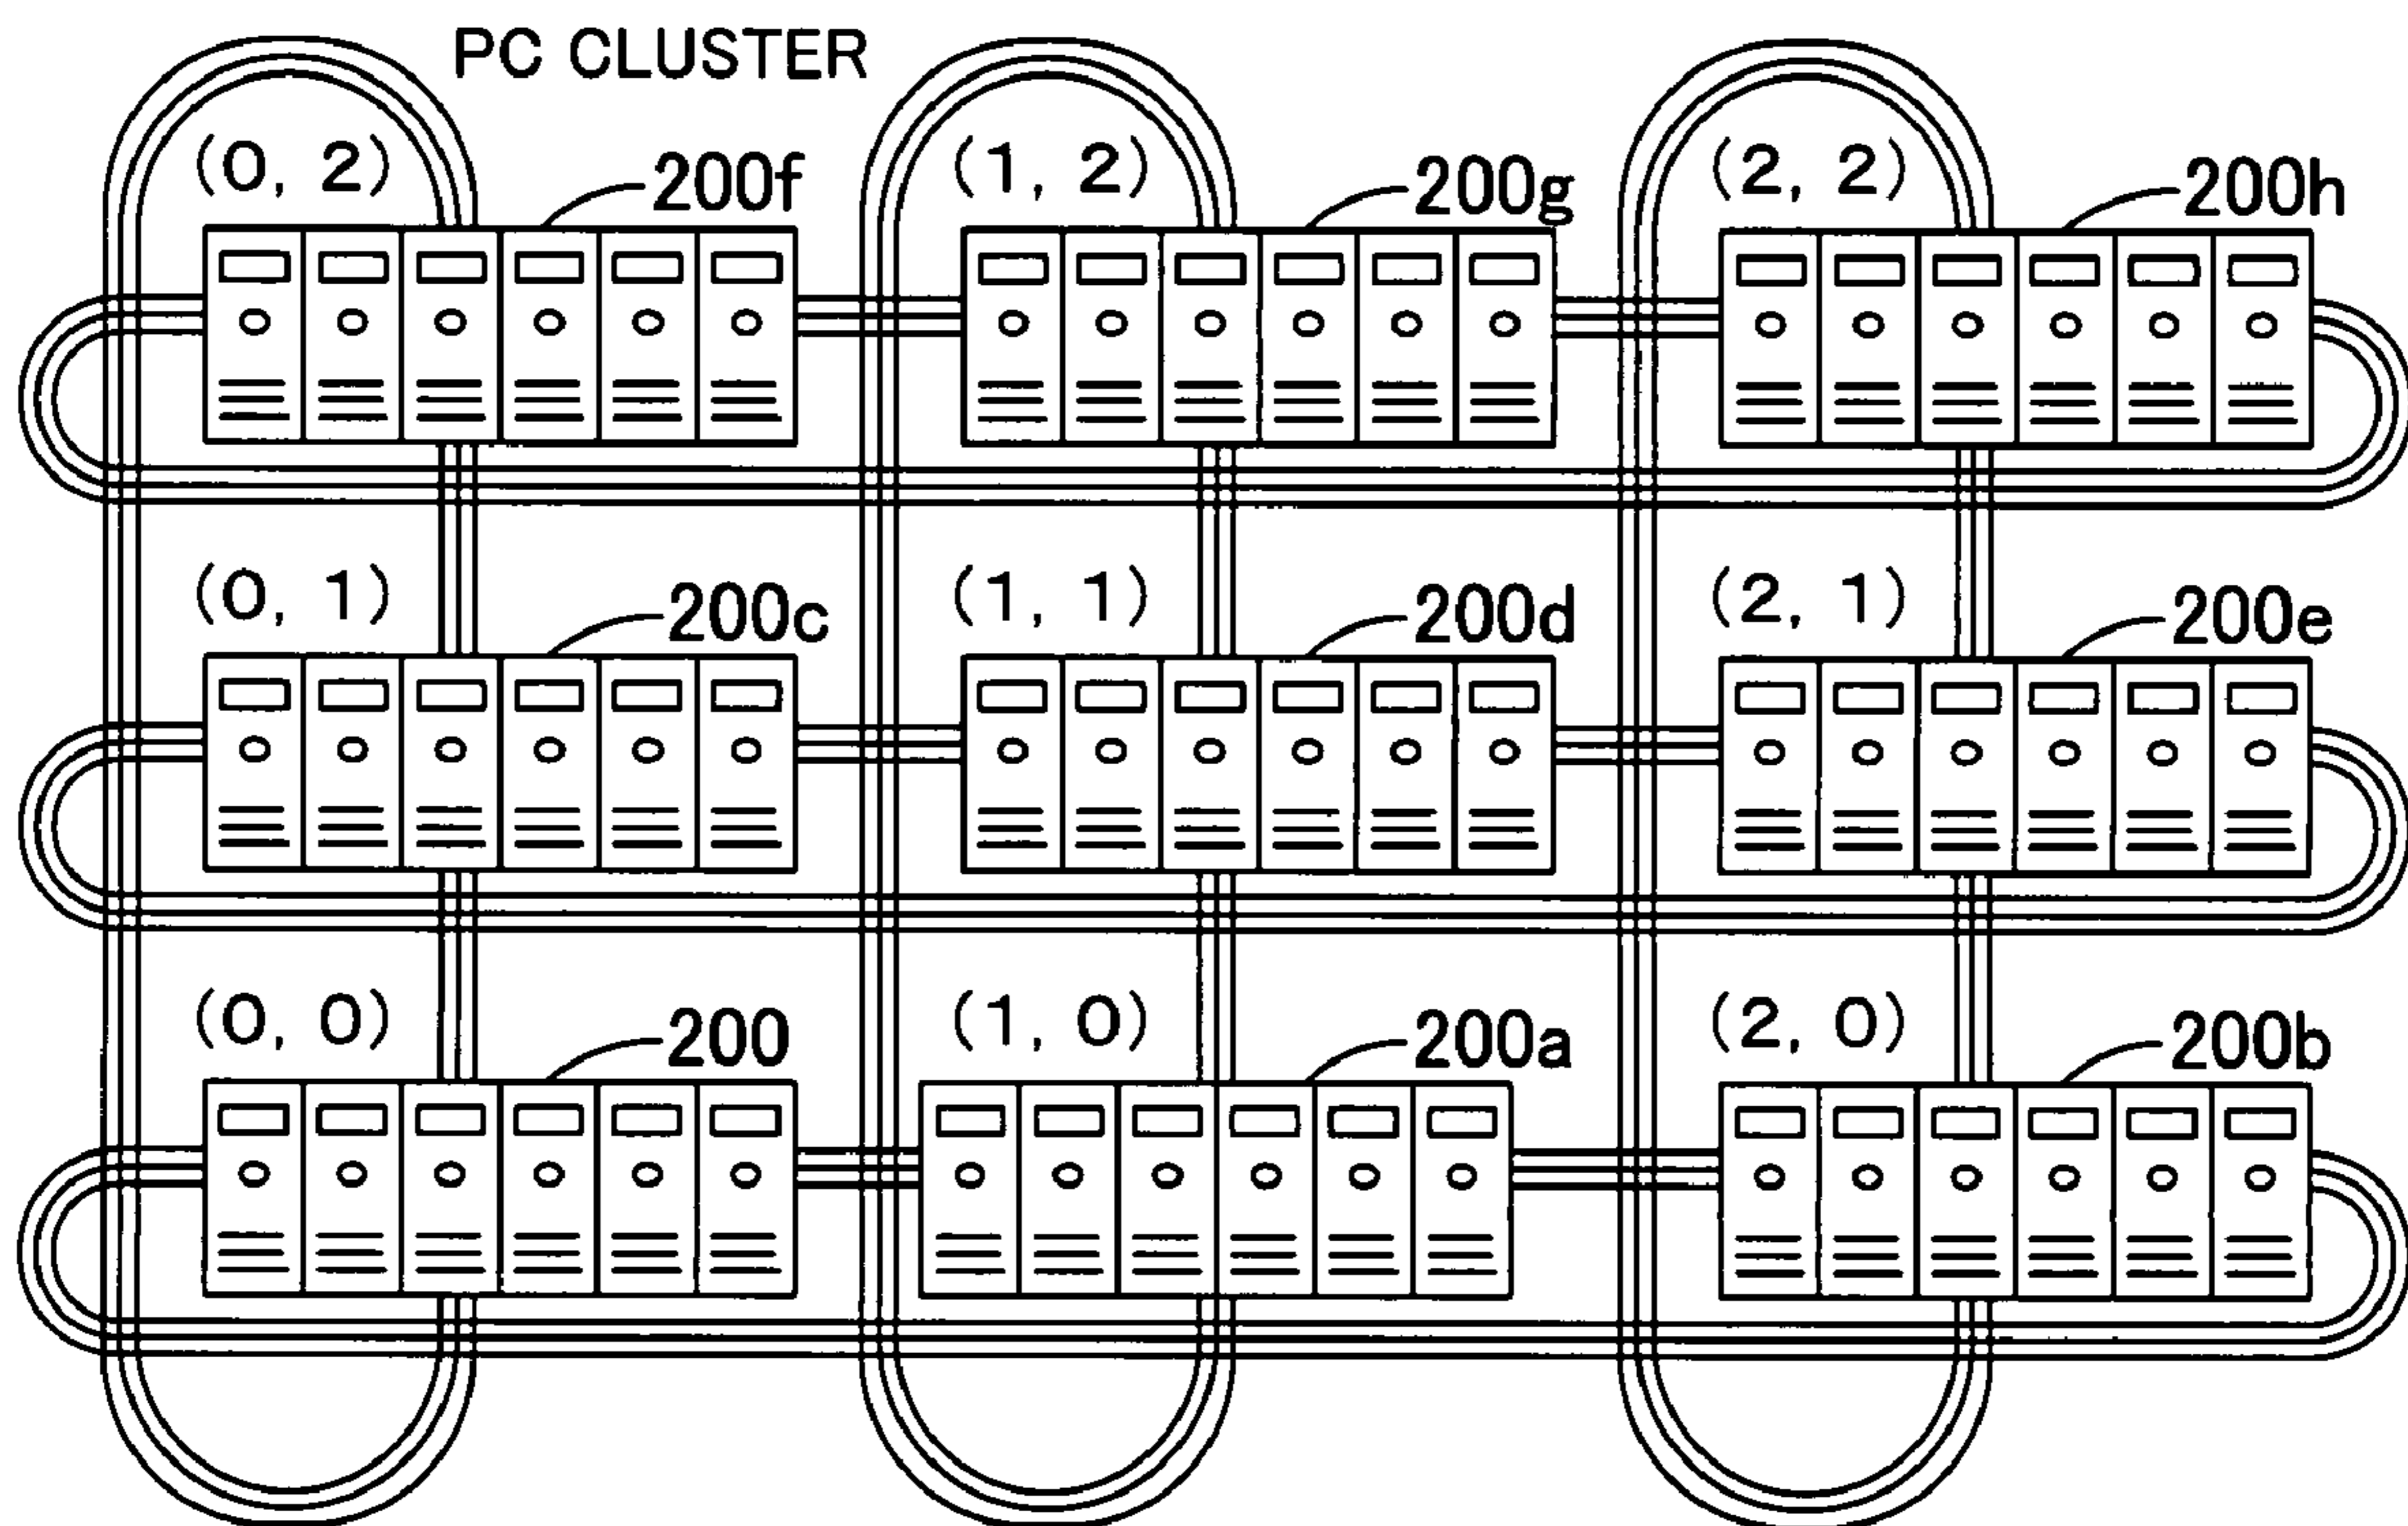 PC CLUSTER
(0, 2) 200f (1, 2) 200g (2, 2) 200h
(0, 1) 200c (1, 1) 200d (2, 1) 200e
(0, 0) 200 (1, 0) 200a (2, 0) 200b